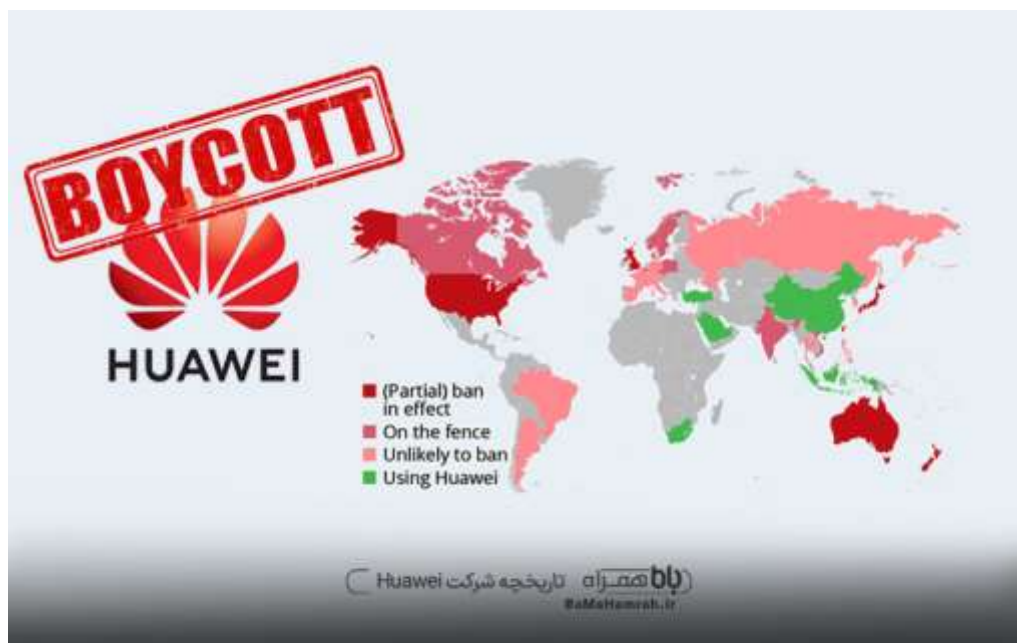 BOYCOTT
HUAWEI
(Partial) ban
in effect
On the fence
Unlikely to ban
Using Huawei
باماهمراه تاریخچه شرکت Huawei
BaMaHamrah.ir